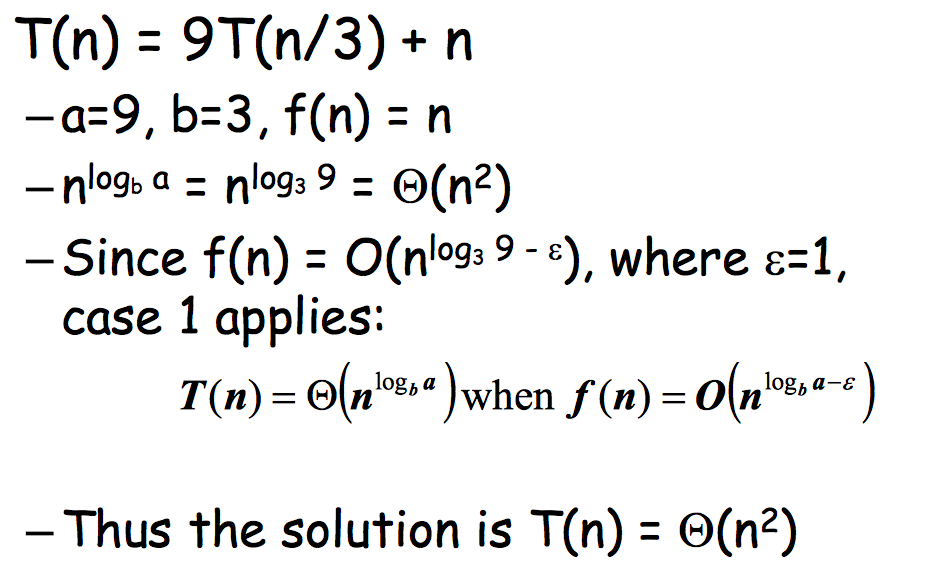 T(n) = 9T(n/3) + n
– a=9, b=3, f(n) = n
– n^{log_b a} = n^{log_3 9} = Θ(n²)
– Since f(n) = O(n^{log_3 9 - ε}), where ε=1,
case 1 applies:
T(n) = Θ(n^{log_b a}) when f(n) = O(n^{log_b a-ε})
– Thus the solution is T(n) = Θ(n²)